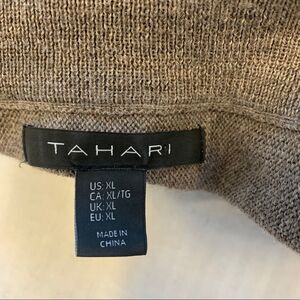 TAHARI
US: XL
CA: XL/TG
UK: XL
EU: XL
MADE IN
CHINA